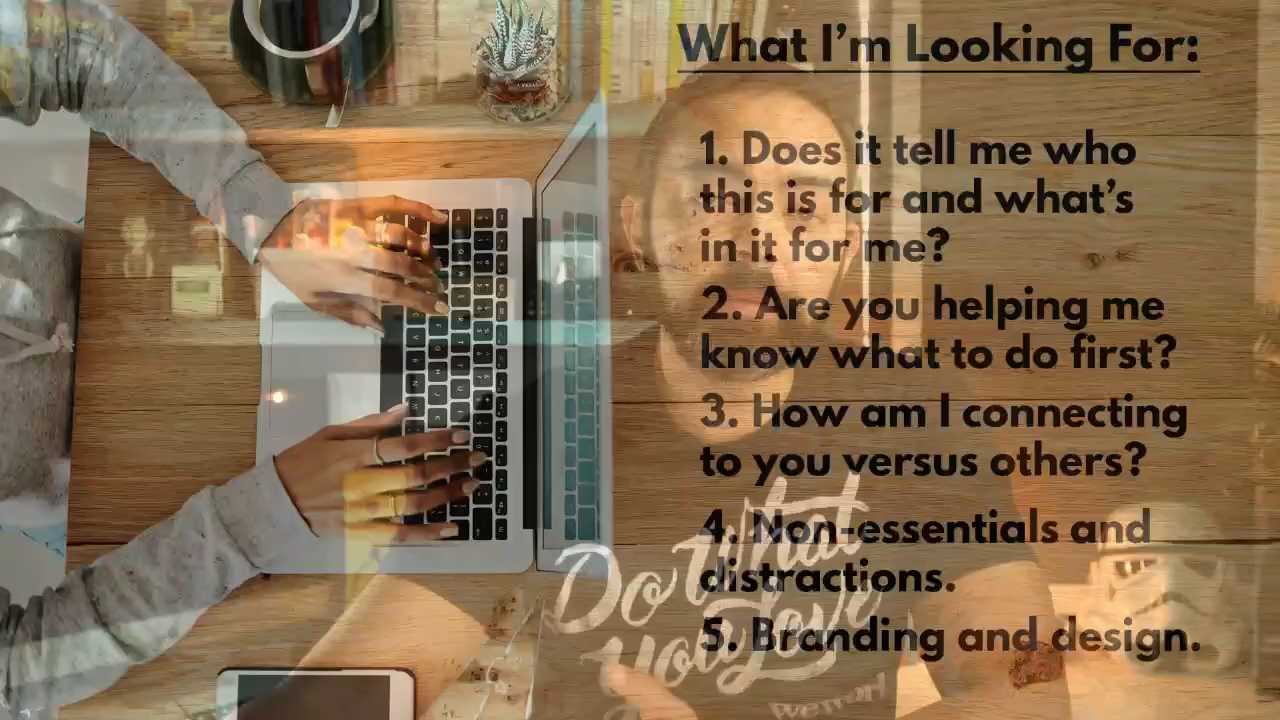 What I'm Looking For:
1. Does it tell me who
this is for and what's
in it for me?
2. Are you helping me
know what to do first?
3. How am I connecting
to you versus others?
4. Non-essentials and
distractions.
5. Branding and design.
Do What
You Love
wework